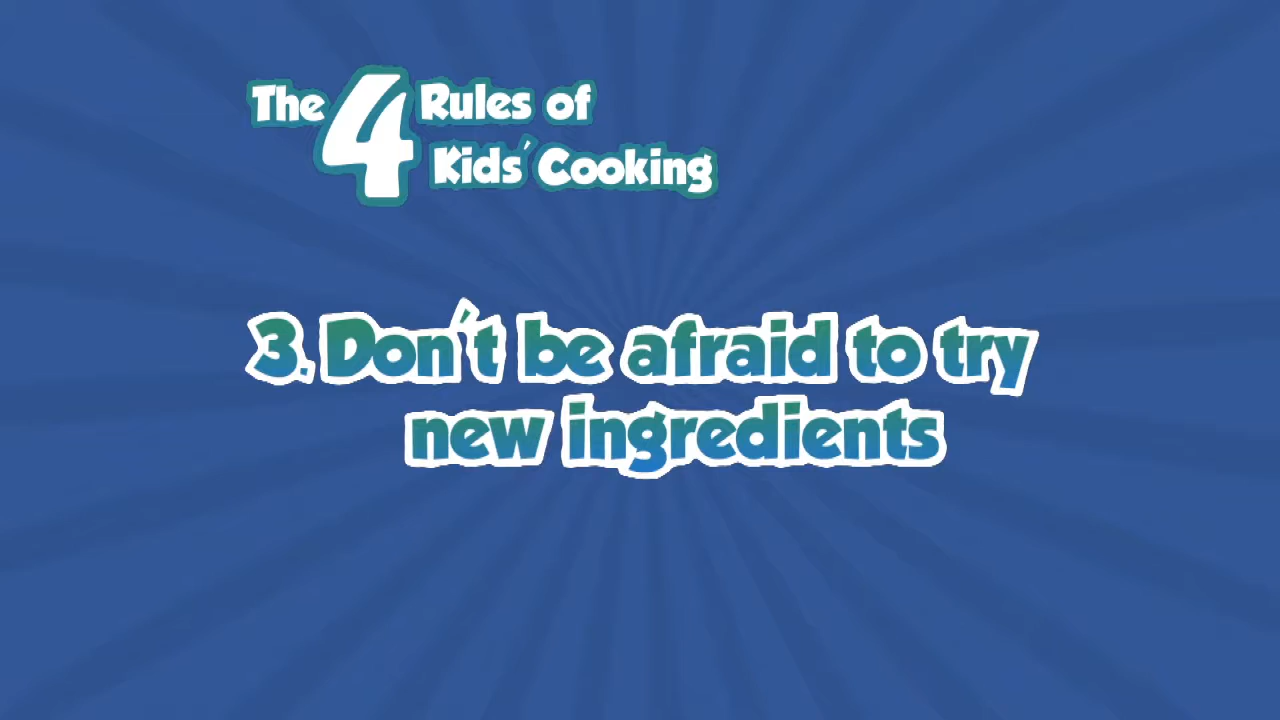 The 4 Rules of
Kids' Cooking
3. Don't be afraid to try
new ingredients